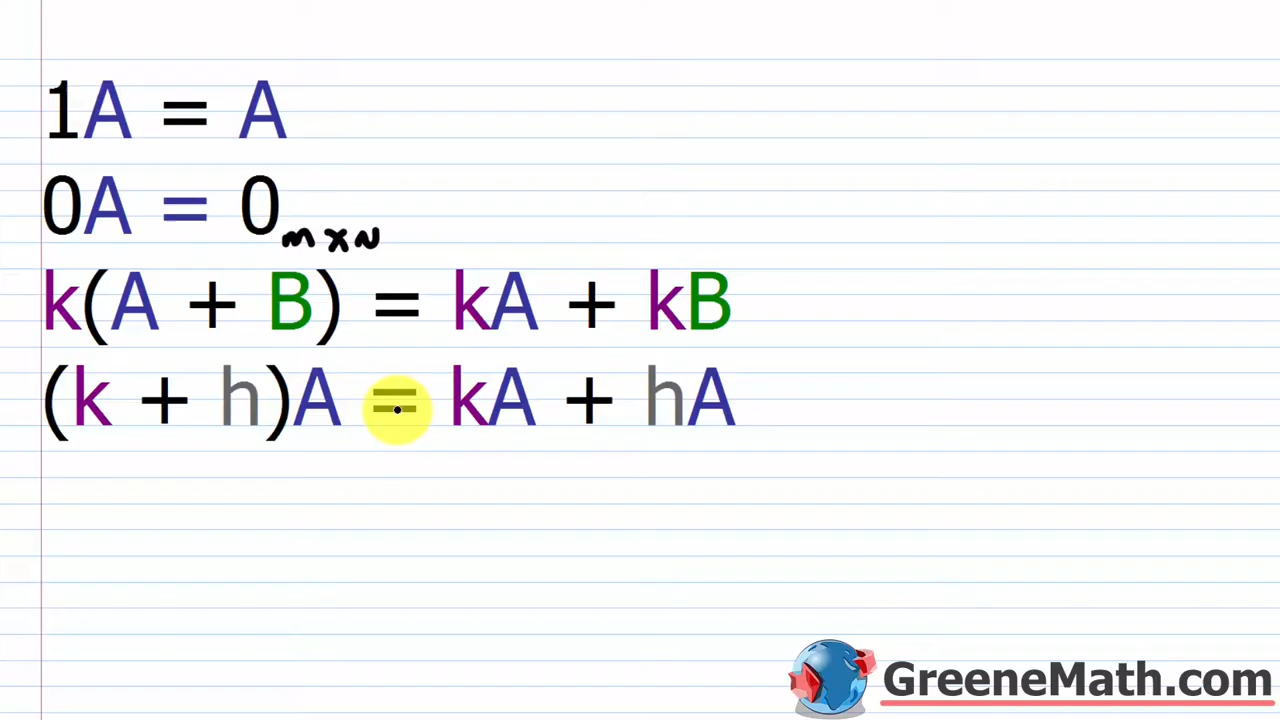 1A = A
0A = 0m×N
k(A + B) = kA + kB
(k + h)A = kA + hA
GreeneMath.com